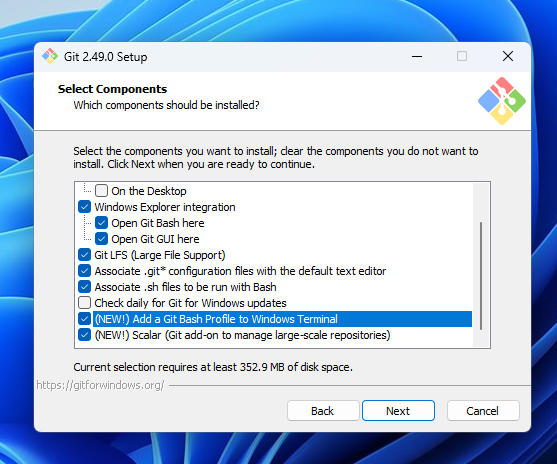 Git 2.49.0 Setup
Select Components
Which components should be installed?
Select the components you want to install; clear the components you do not want to
install. Click Next when you are ready to continue.
On the Desktop
Windows Explorer integration
Open Git Bash here
Open Git GUI here
Git LFS (Large File Support)
Associate .git* configuration files with the default text editor
Associate .sh files to be run with Bash
Check daily for Git for Windows updates
(NEW!) Add a Git Bash Profile to Windows Terminal
(NEW!) Scalar (Git add-on to manage large-scale repositories)
Current selection requires at least 352.9 MB of disk space.
https://gitforwindows.org/
Back
Next
Cancel